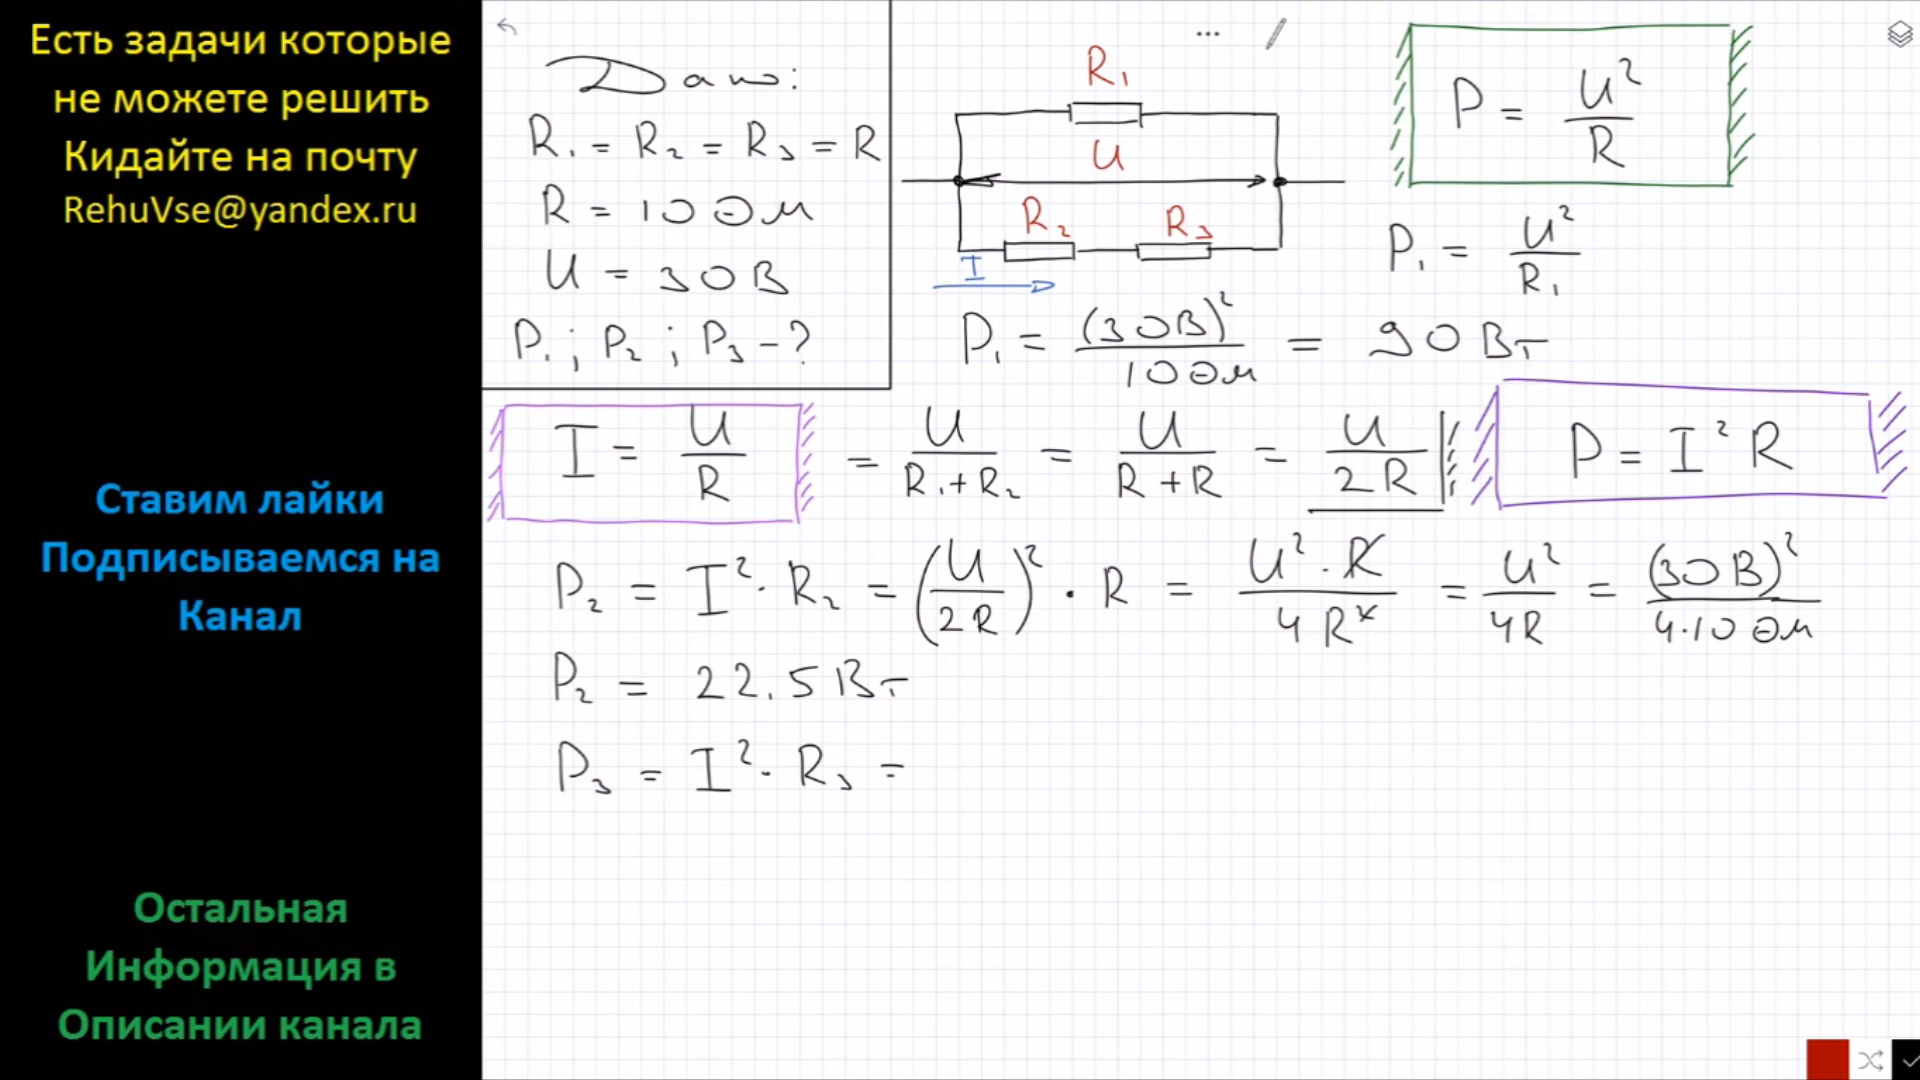 Есть задачи которые
не можете решить
Кидайте на почту
RehuVse@yandex.ru
Ставим лайки
Подписываемся на
Канал
Остальная
Информация в
Описании канала
Дано:
R₁ = R₂ = R₃ = R
R = 10 Ом
U = 30 В
P₁ ; P₂ ; P₃ - ?
R₁
U
R₂ R₃
I
P = U²/R
P₁ = U²/R₁
P₁ = (30В)²/10 Ом = 90 Вт
I = U/R = U/(R₁+R₂) = U/(R+R) = U/2R
P = I² R
P₂ = I² · R₂ = (U/2R)² · R = U² · R/4R² = U²/4R = (30В)²/4·10 Ом
P₂ = 22.5 Вт
P₃ = I² · R₃ =